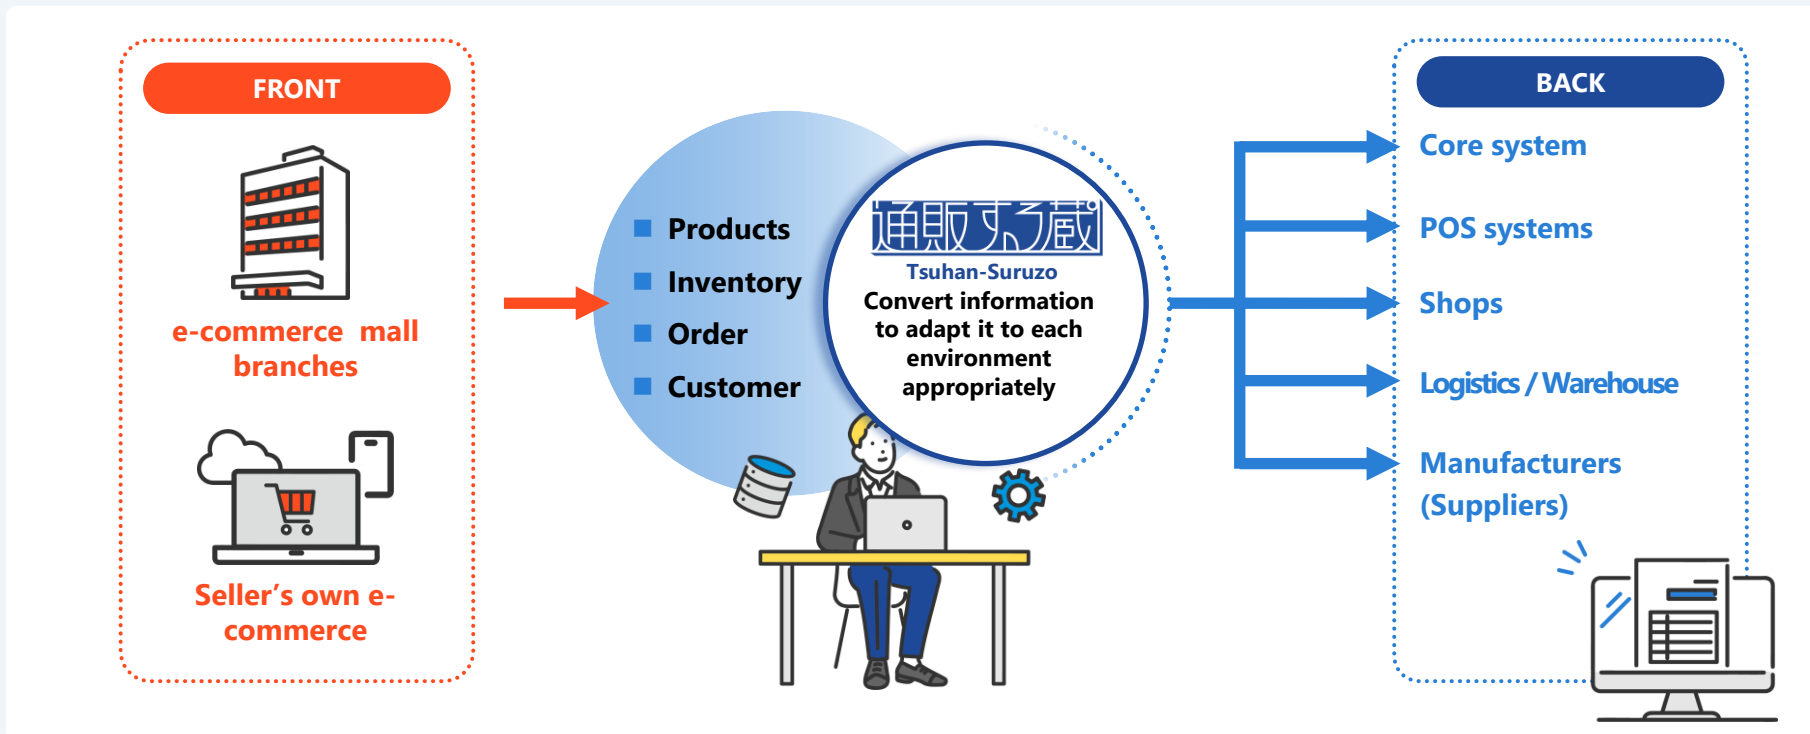 FRONT
e-commerce mall
branches
Seller’s own e-
commerce
Products
Inventory
Order
Customer
通販する蔵
Tsuhan-Suruzo
Convert information
to adapt it to each
environment
appropriately
BACK
Core system
POS systems
Shops
Logistics / Warehouse
Manufacturers
(Suppliers)